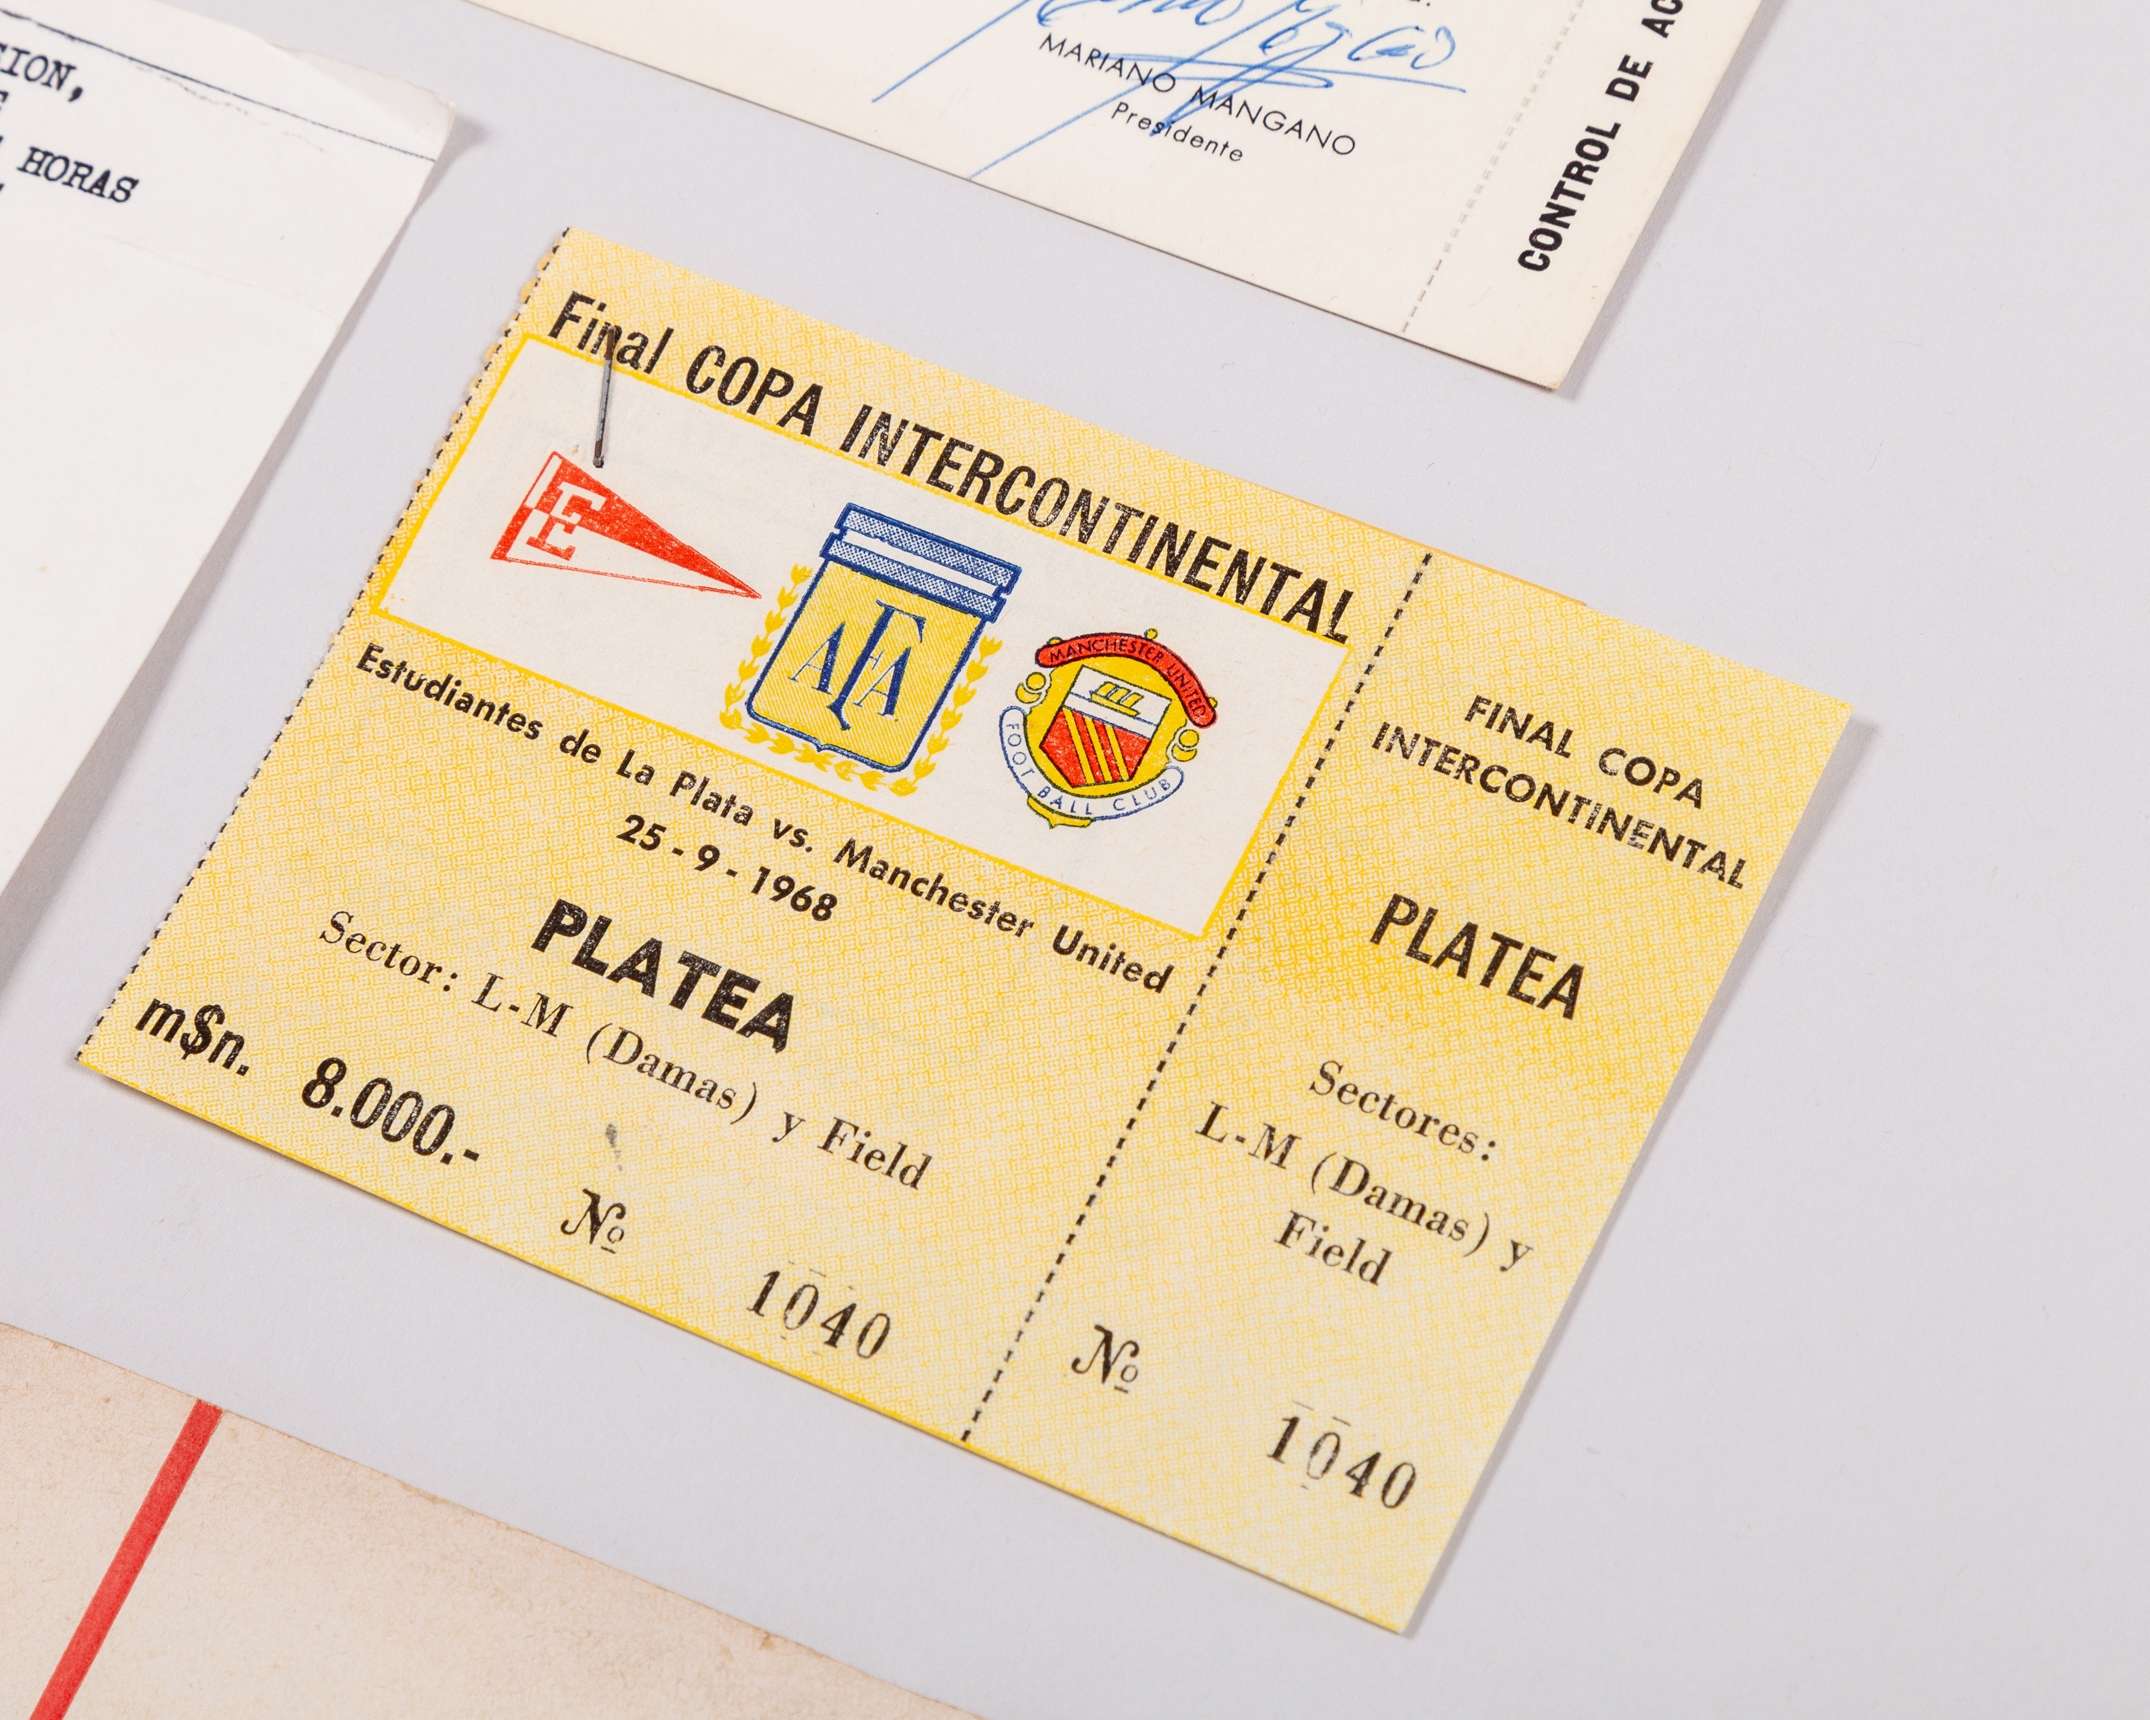 HORAS
MARIANO MANGANO
Presidente
CONTROL DE
Final COPA INTERCONTINENTAL
E
L
AFA
MANCHESTER UNITED
FOOT BALL CLUB
Estudiantes de La Plata vs. Manchester United
25 - 9 - 1968
PLATEA
Sector: L-M (Damas) y Field
m$n. 8.000.-
№ 1040
FINAL COPA
INTERCONTINENTAL
PLATEA
Sectores:
L-M (Damas) y
Field
№ 1040